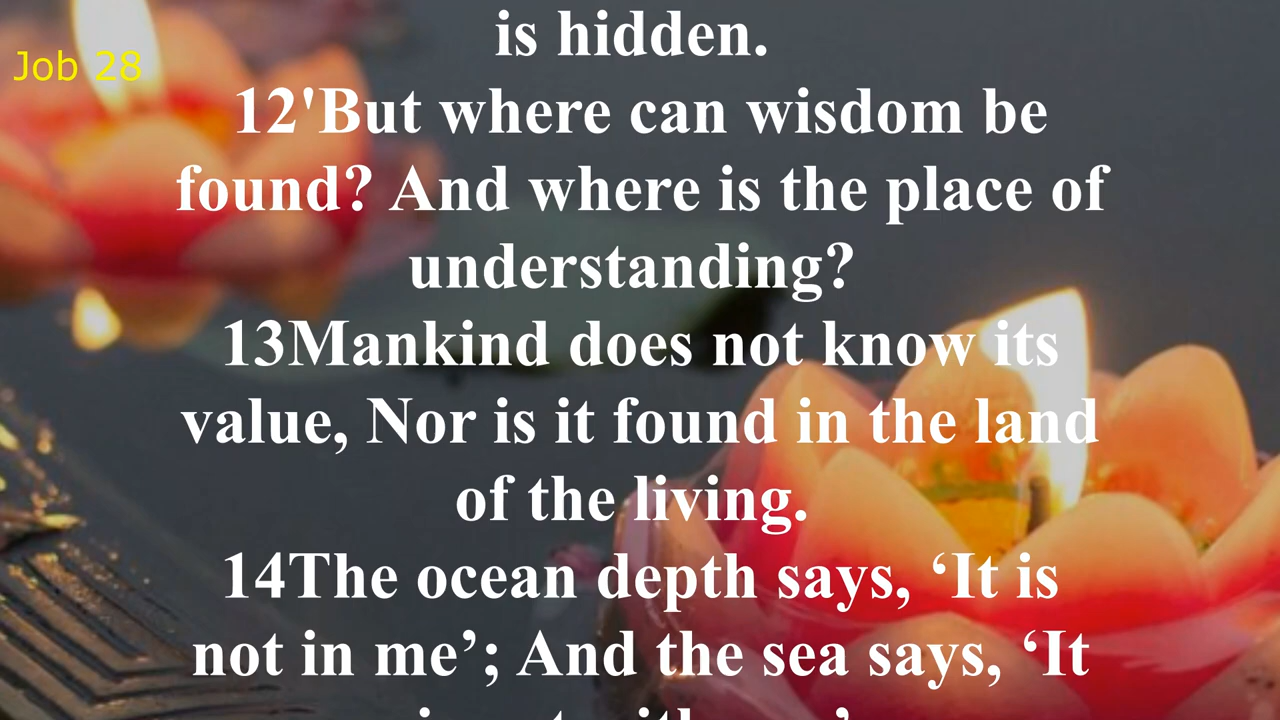 is hidden.
Job 28
12'But where can wisdom be
found? And where is the place of
understanding?
13Mankind does not know its
value, Nor is it found in the land
of the living.
14The ocean depth says, ‘It is
not in me’; And the sea says, ‘It